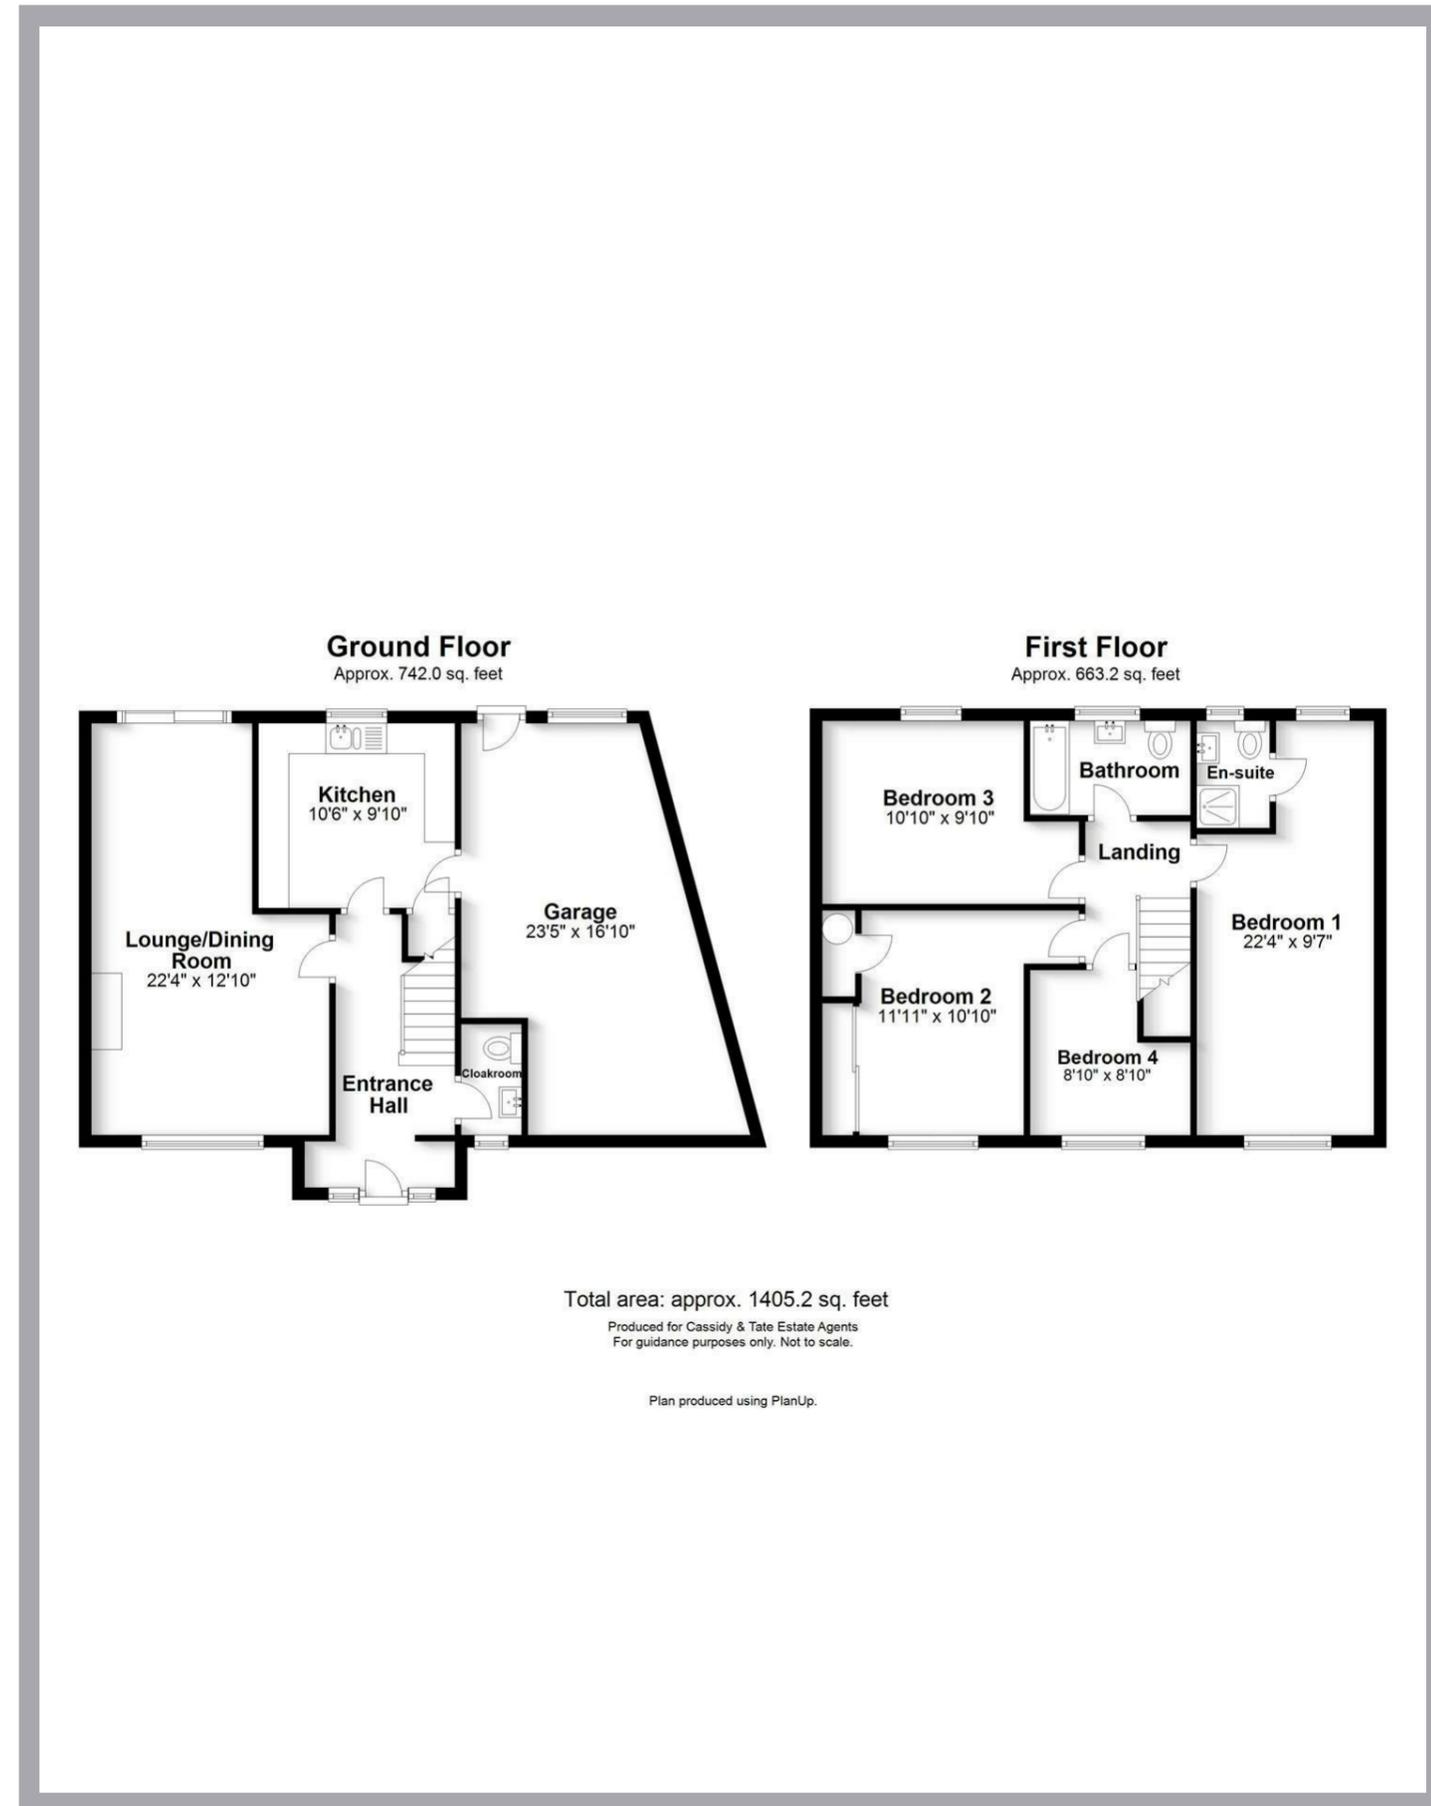 Ground Floor
Approx. 742.0 sq. feet
Kitchen
10'6" x 9'10"
Lounge/Dining
Room
22'4" x 12'10"
Garage
23'5" x 16'10"
Cloakroom
Entrance
Hall
First Floor
Approx. 663.2 sq. feet
Bathroom
En-suite
Bedroom 3
10'10" x 9'10"
Landing
Bedroom 1
22'4" x 9'7"
Bedroom 2
11'11" x 10'10"
Bedroom 4
8'10" x 8'10"
Total area: approx. 1405.2 sq. feet
Produced for Cassidy & Tate Estate Agents
For guidance purposes only. Not to scale.
Plan produced using PlanUp.